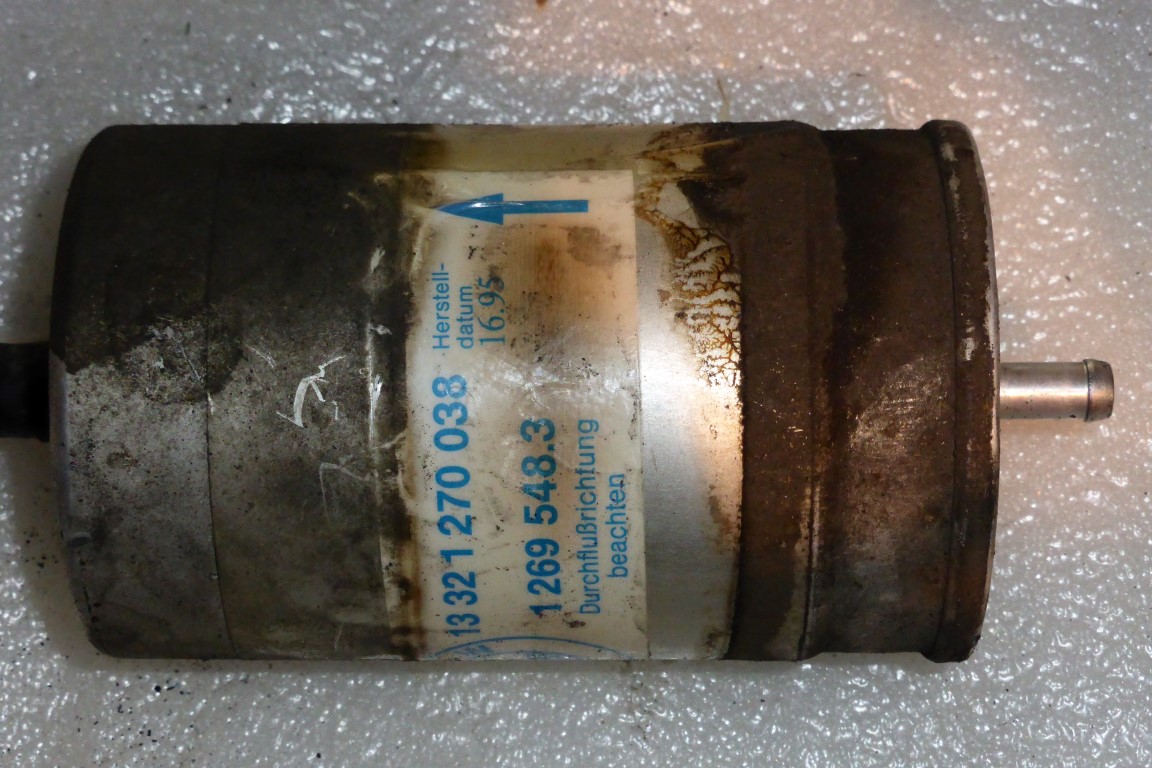 13 32 1 270 038
1 269 548.3
Herstell-
datum
16.95
Durchflußrichtung
beachten